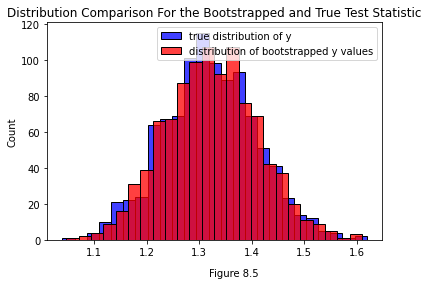 Distribution Comparison For the Bootstrapped and True Test Statistic
true distribution of y
distribution of bootstrapped y values
120
100
80
60
40
20
0
Count
1.1 1.2 1.3 1.4 1.5 1.6
Figure 8.5